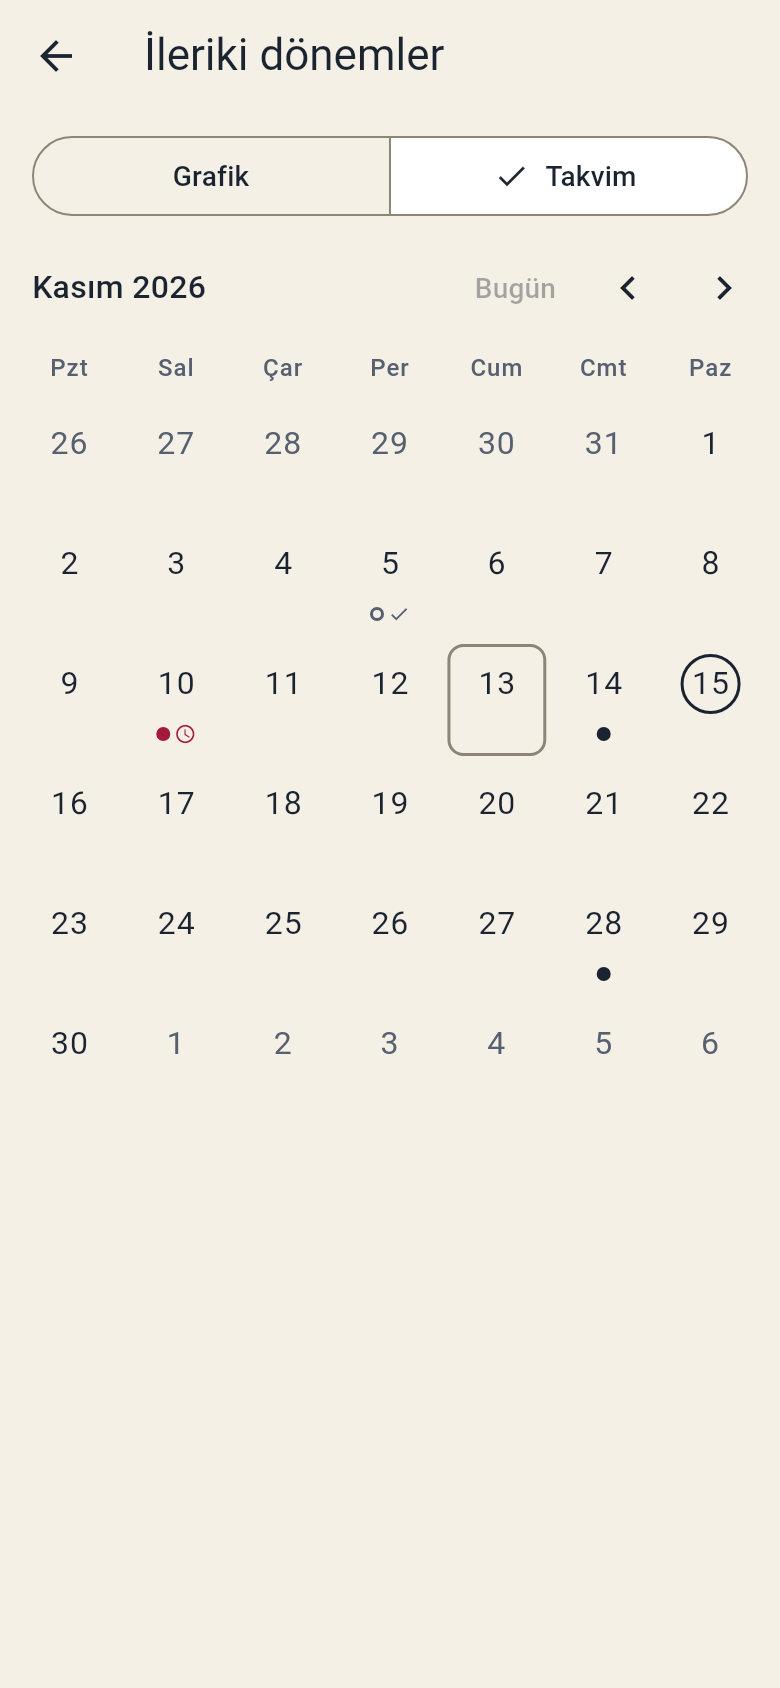 İleriki dönemler
Grafik Takvim
Kasım 2026 Bugün
Pzt Sal Çar Per Cum Cmt Paz
26 27 28 29 30 31 1
2 3 4 5 6 7 8
9 10 11 12 13 14 15
16 17 18 19 20 21 22
23 24 25 26 27 28 29
30 1 2 3 4 5 6